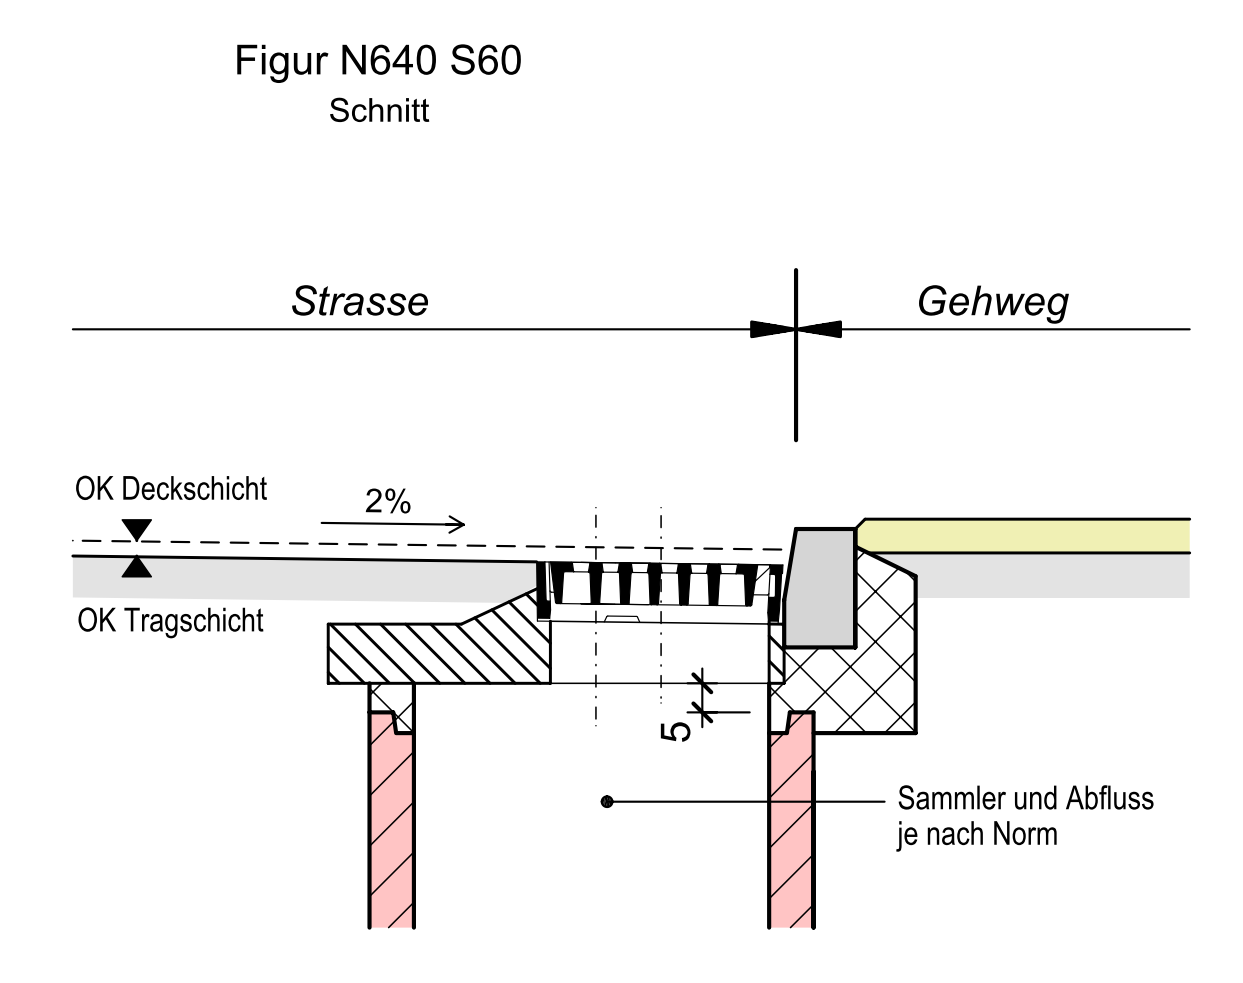 Figur N640 S60
Schnitt
Strasse
Gehweg
OK Deckschicht
2%
OK Tragschicht
5
Sammler und Abfluss
je nach Norm